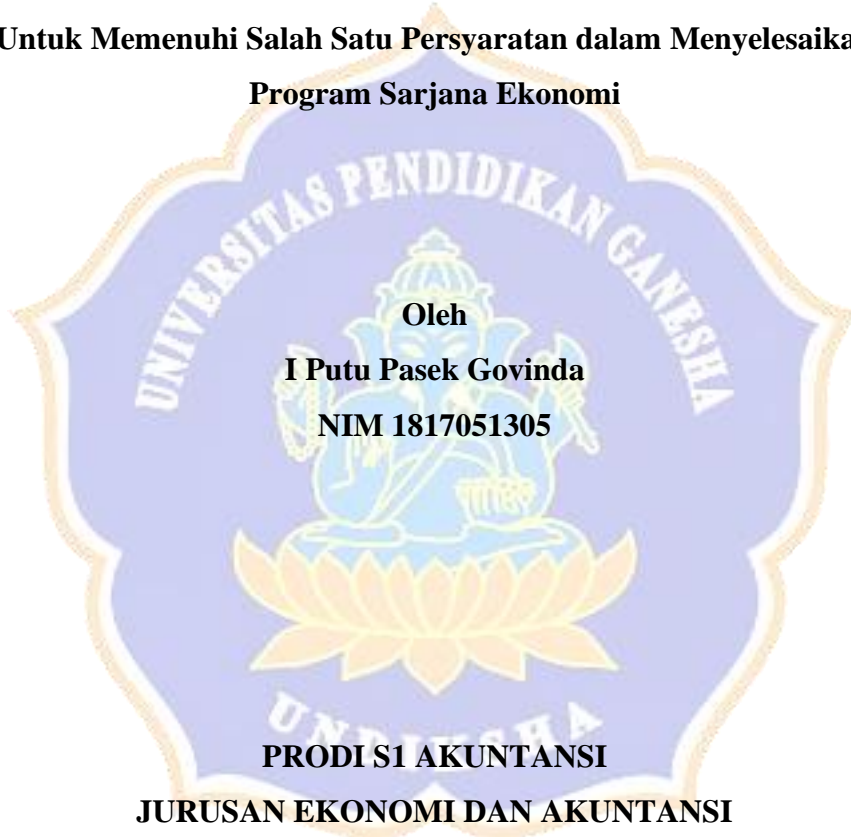 Untuk Memenuhi Salah Satu Persyaratan dalam
Program Sarjana Ekonomi
UNIVERSITAS PENDIDIKAN GANESHA
Oleh
I Putu Pasek Govinda
NIM 1817051305
UNDIKSHA
PRODI S1 AKUNTANSI
JURUSAN EKONOMI DAN AKUNTANSI